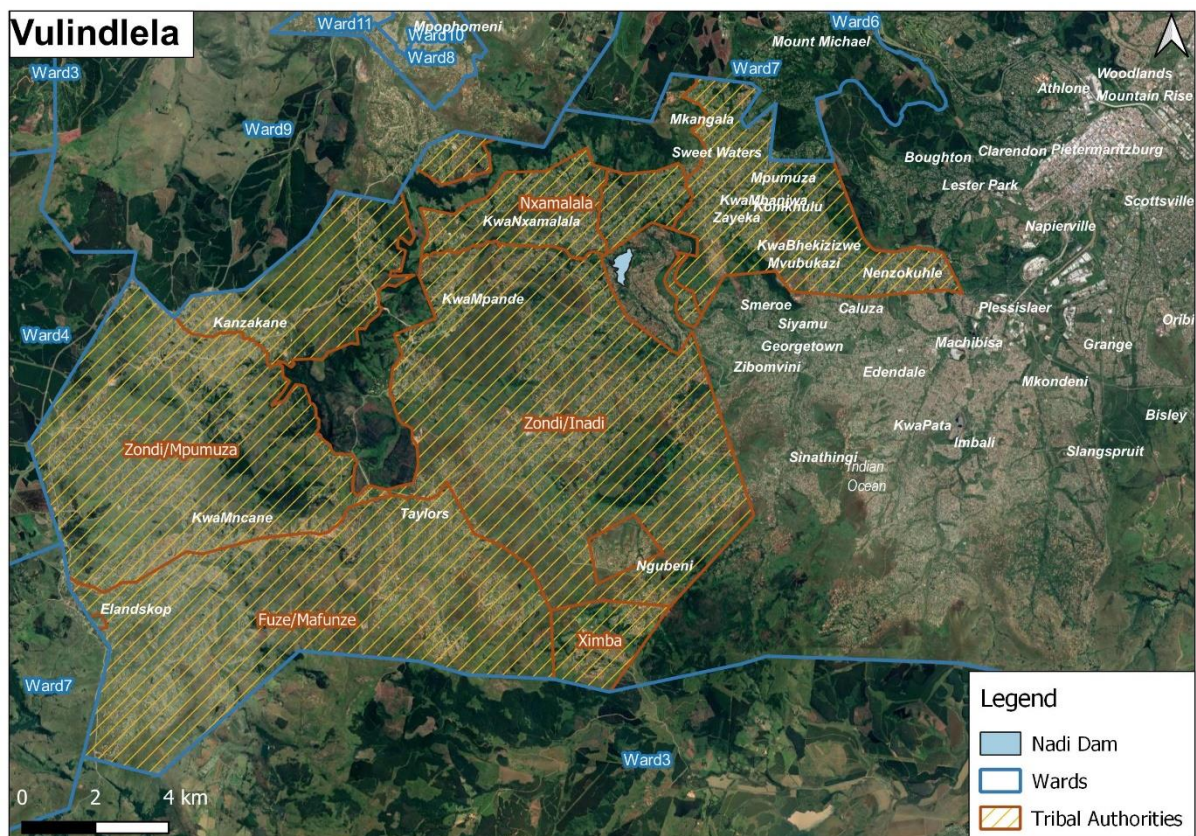 Vulindlela
Ward11
Mpophomeni
Ward10
Ward8
Ward6
Mount Michael
Ward3
Ward7
Woodlands
Athlone
Mountain Rise
Ward9
Mkangala
Sweet Waters
Boughton
Clarendon
Pietermaritzburg
Mpumuza
Lester Park
Nxamalala
KwaMbanjwa
Scottsville
KwaNxamalala
Zayeka
Napierville
KwaBhekizizwe
Mvubukazi
Nenzokuhle
KwaMpande
Smeroe
Caluza
Plessislaer
Kanzakane
Siyamu
Oribi
Ward4
Georgetown
Machibisa
Grange
Zibomvini
Edendale
Mkondeni
Bisley
Zondi/Inadi
KwaPata
Zondi/Mpumuza
Imbali
Sinathingi
Slangspruit
Indian
Ocean
KwaMncane
Taylors
Ngubeni
Elandskop
Fuze/Mafunze
Ximba
Ward7
Ward3
Legend
Nadi Dam
Wards
Tribal Authorities
0 2 4 km